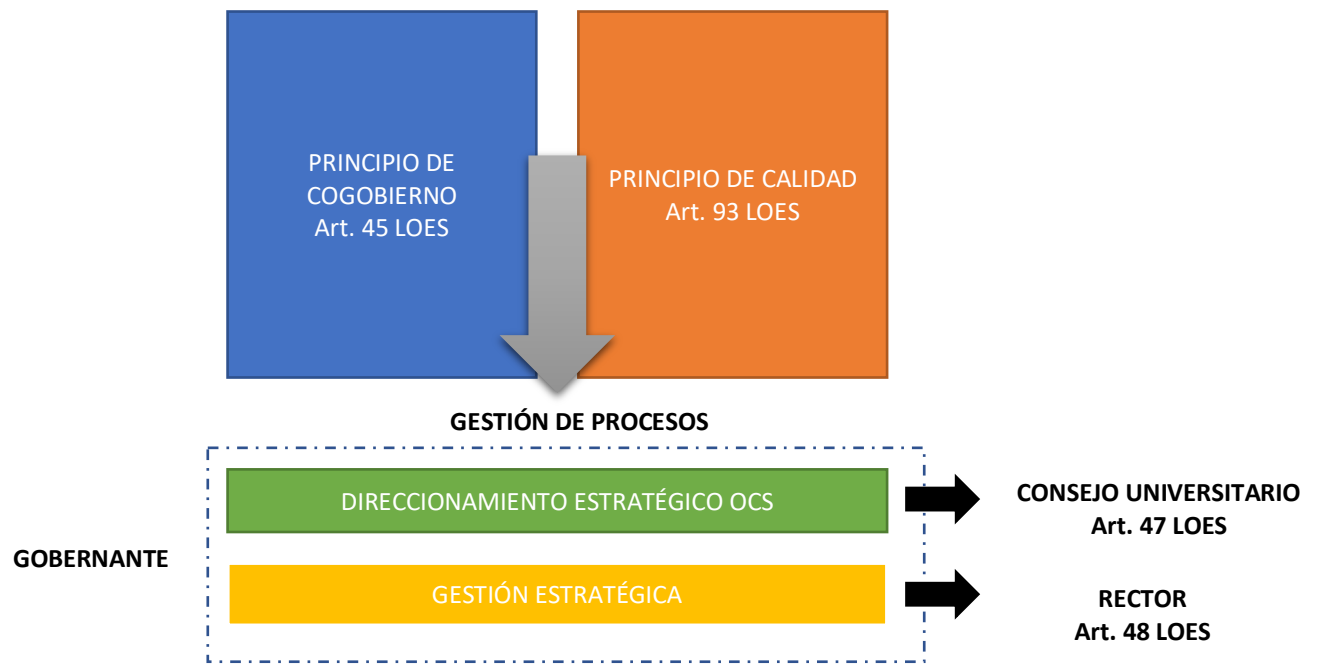 PRINCIPIO DE
COGOBIERNO
Art. 45 LOES
PRINCIPIO DE CALIDAD
Art. 93 LOES
GESTIÓN DE PROCESOS
GOBERNANTE
DIRECCIONAMIENTO ESTRATÉGICO OCS
CONSEJO UNIVERSITARIO
Art. 47 LOES
GESTIÓN ESTRATÉGICA
RECTOR
Art. 48 LOES